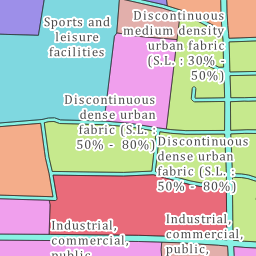 Sports and
leisure
facilities
Discontinuous
medium density
urban fabric
(S.L. : 30% -
50%)
Discontinuous
dense urban
fabric (S.L. :
50% - 80%)
Discontinuous
dense urban
fabric (S.L. :
50% - 80%)
Industrial,
commercial,
public,
Industrial,
commercial,
public,